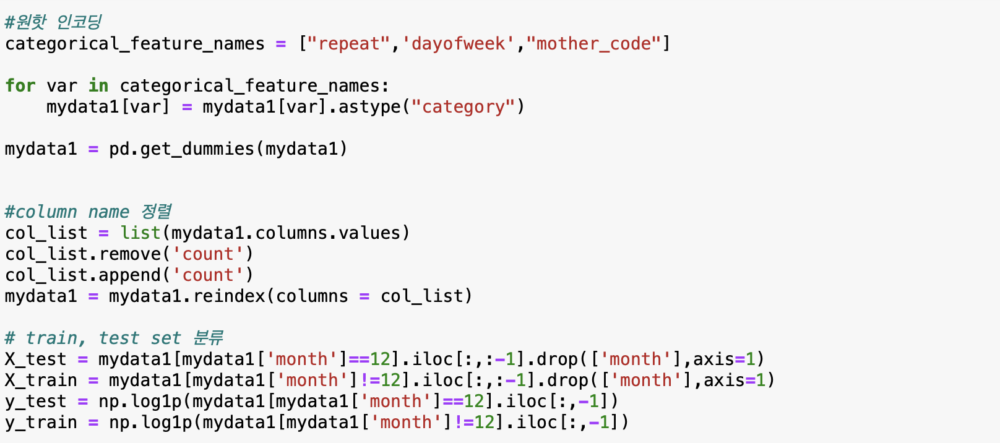 #원핫 인코딩
categorical_feature_names = ["repeat",'dayofweek',"mother_code"]
for var in categorical_feature_names:
    mydata1[var] = mydata1[var].astype("category")
mydata1 = pd.get_dummies(mydata1)
#column name 정렬
col_list = list(mydata1.columns.values)
col_list.remove('count')
col_list.append('count')
mydata1 = mydata1.reindex(columns = col_list)
# train, test set 분류
X_test = mydata1[mydata1['month']==12].iloc[:,:-1].drop(['month'],axis=1)
X_train = mydata1[mydata1['month']!=12].iloc[:,:-1].drop(['month'],axis=1)
y_test = np.log1p(mydata1[mydata1['month']==12].iloc[:,-1])
y_train = np.log1p(mydata1[mydata1['month']!=12].iloc[:,-1])